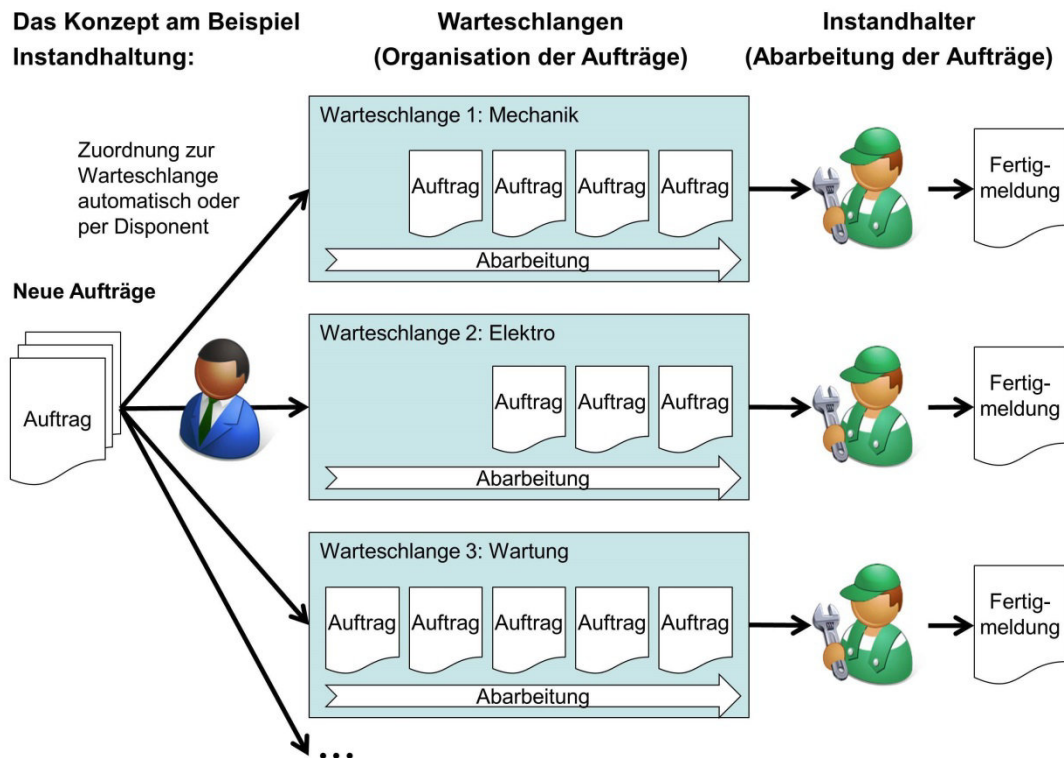 Das Konzept am Beispiel
Instandhaltung:
Warteschlangen
(Organisation der Aufträge)
Instandhalter
(Abarbeitung der Aufträge)
Zuordnung zur
Warteschlange
automatisch oder
per Disponent
Neue Aufträge
Auftrag
Warteschlange 1: Mechanik
Auftrag Auftrag Auftrag Auftrag
Abarbeitung
Fertig-
meldung
Warteschlange 2: Elektro
Auftrag Auftrag Auftrag
Abarbeitung
Fertig-
meldung
Warteschlange 3: Wartung
Auftrag Auftrag Auftrag Auftrag Auftrag
Abarbeitung
Fertig-
meldung
...